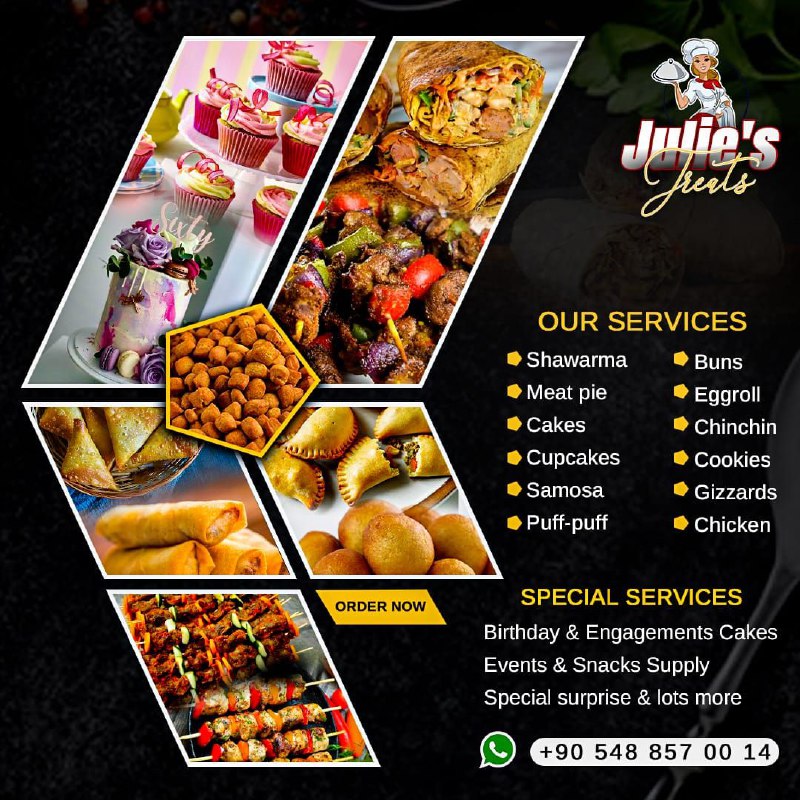 Julie's
Treats
Sixty
OUR SERVICES
Shawarma
Meat pie
Cakes
Cupcakes
Samosa
Puff-puff
Buns
Eggroll
Chinchin
Cookies
Gizzards
Chicken
ORDER NOW
SPECIAL SERVICES
Birthday & Engagements Cakes
Events & Snacks Supply
Special surprise & lots more
+90 548 857 00 14